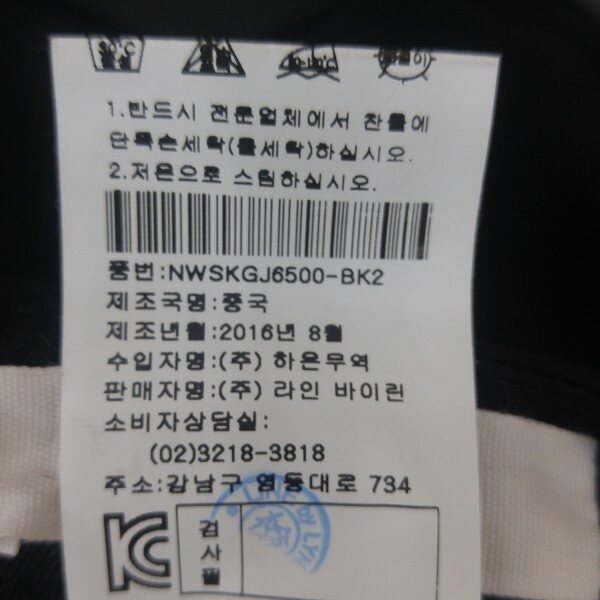 1.반드시 전문업체에서 찬물에
단독손세탁(물세탁)하십시오.
2.저온으로 스팀하십시오.
품번:NWSKGJ6500-BK2
제조국명:중국
제조년월:2016년 8월
수입자명:(주) 하은무역
판매자명:(주) 라인 바이린
소비자상담실:
(02)3218-3818
주소:강남구 영동대로 734
검
사
필
LINE by LYN